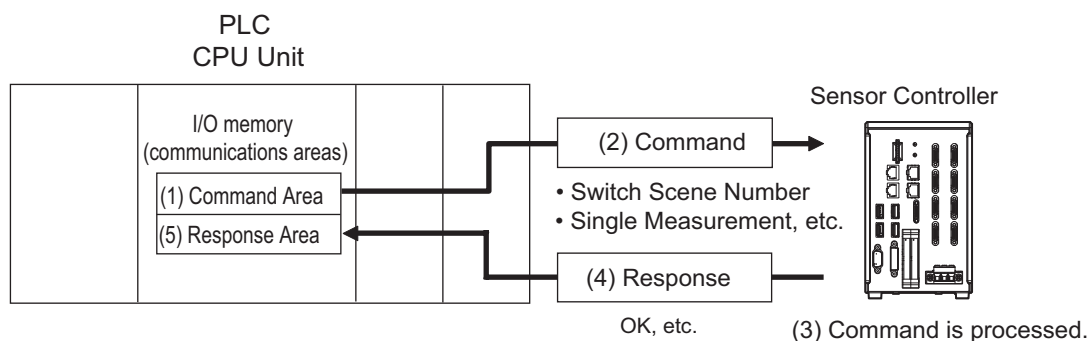 PLC
CPU Unit
Sensor Controller
I/O memory
(communications areas)
(1) Command Area
(5) Response Area
(2) Command
• Switch Scene Number
• Single Measurement, etc.
(4) Response
OK, etc.
(3) Command is processed.